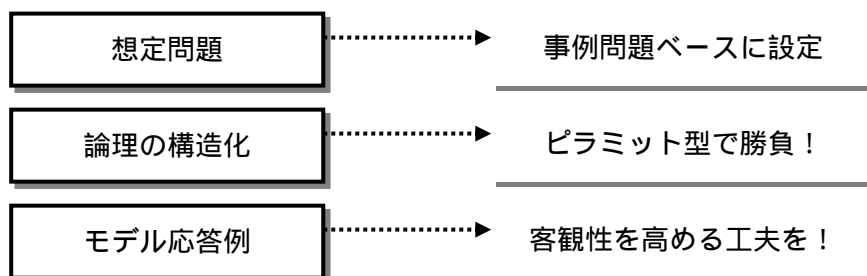 想定問題
事例問題ベースに設定
論理の構造化
ピラミット型で勝負！
モデル応答例
客観性を高める工夫を！